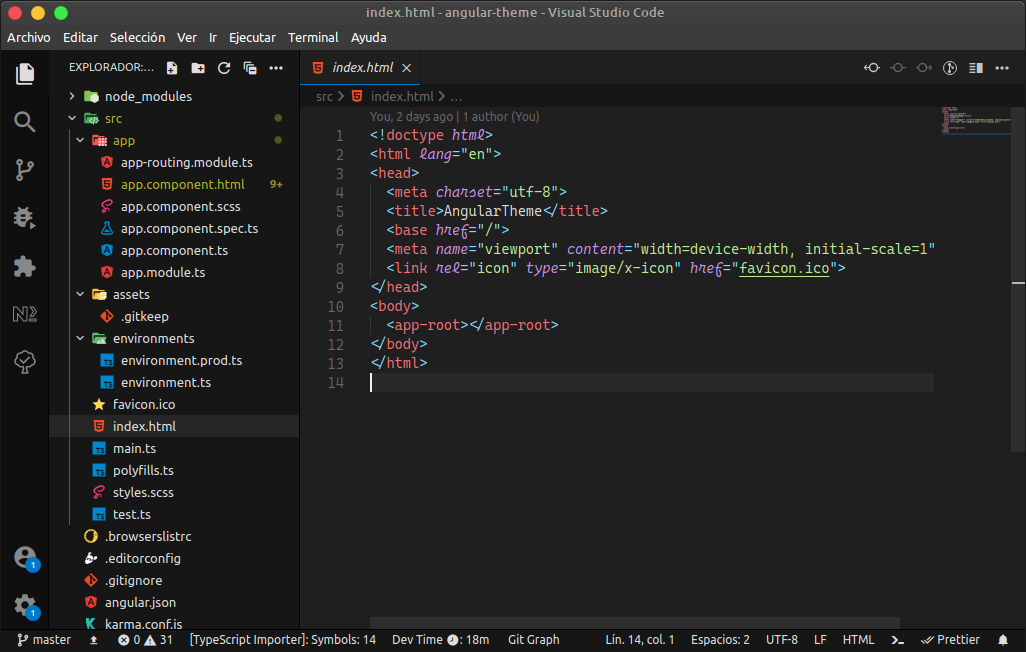 index.html - angular-theme - Visual Studio Code
Archivo Editar Selección Ver Ir Ejecutar Terminal Ayuda
EXPLORADOR:...
node_modules
src
app
app-routing.module.ts
app.component.html 9+
app.component.scss
app.component.spec.ts
app.component.ts
app.module.ts
assets
.gitkeep
environments
environment.prod.ts
environment.ts
favicon.ico
index.html
main.ts
polyfills.ts
styles.scss
test.ts
.browserslistrc
.editorconfig
.gitignore
angular.json
karma.conf.js
1
1
index.html
src > index.html > ...
You, 2 days ago | 1 author (You)
1 <!doctype html>
2 <html lang="en">
3 <head>
4 <meta charset="utf-8">
5 <title>AngularTheme</title>
6 <base href="/">
7 <meta name="viewport" content="width=device-width, initial-scale=1"
8 <link rel="icon" type="image/x-icon" href="favicon.ico">
9 </head>
10 <body>
11 <app-root></app-root>
12 </body>
13 </html>
14
master 0 31 [TypeScript Importer]: Symbols: 14 Dev Time : 18m Git Graph Lín. 14, col. 1 Espacios: 2 UTF-8 LF HTML Prettier